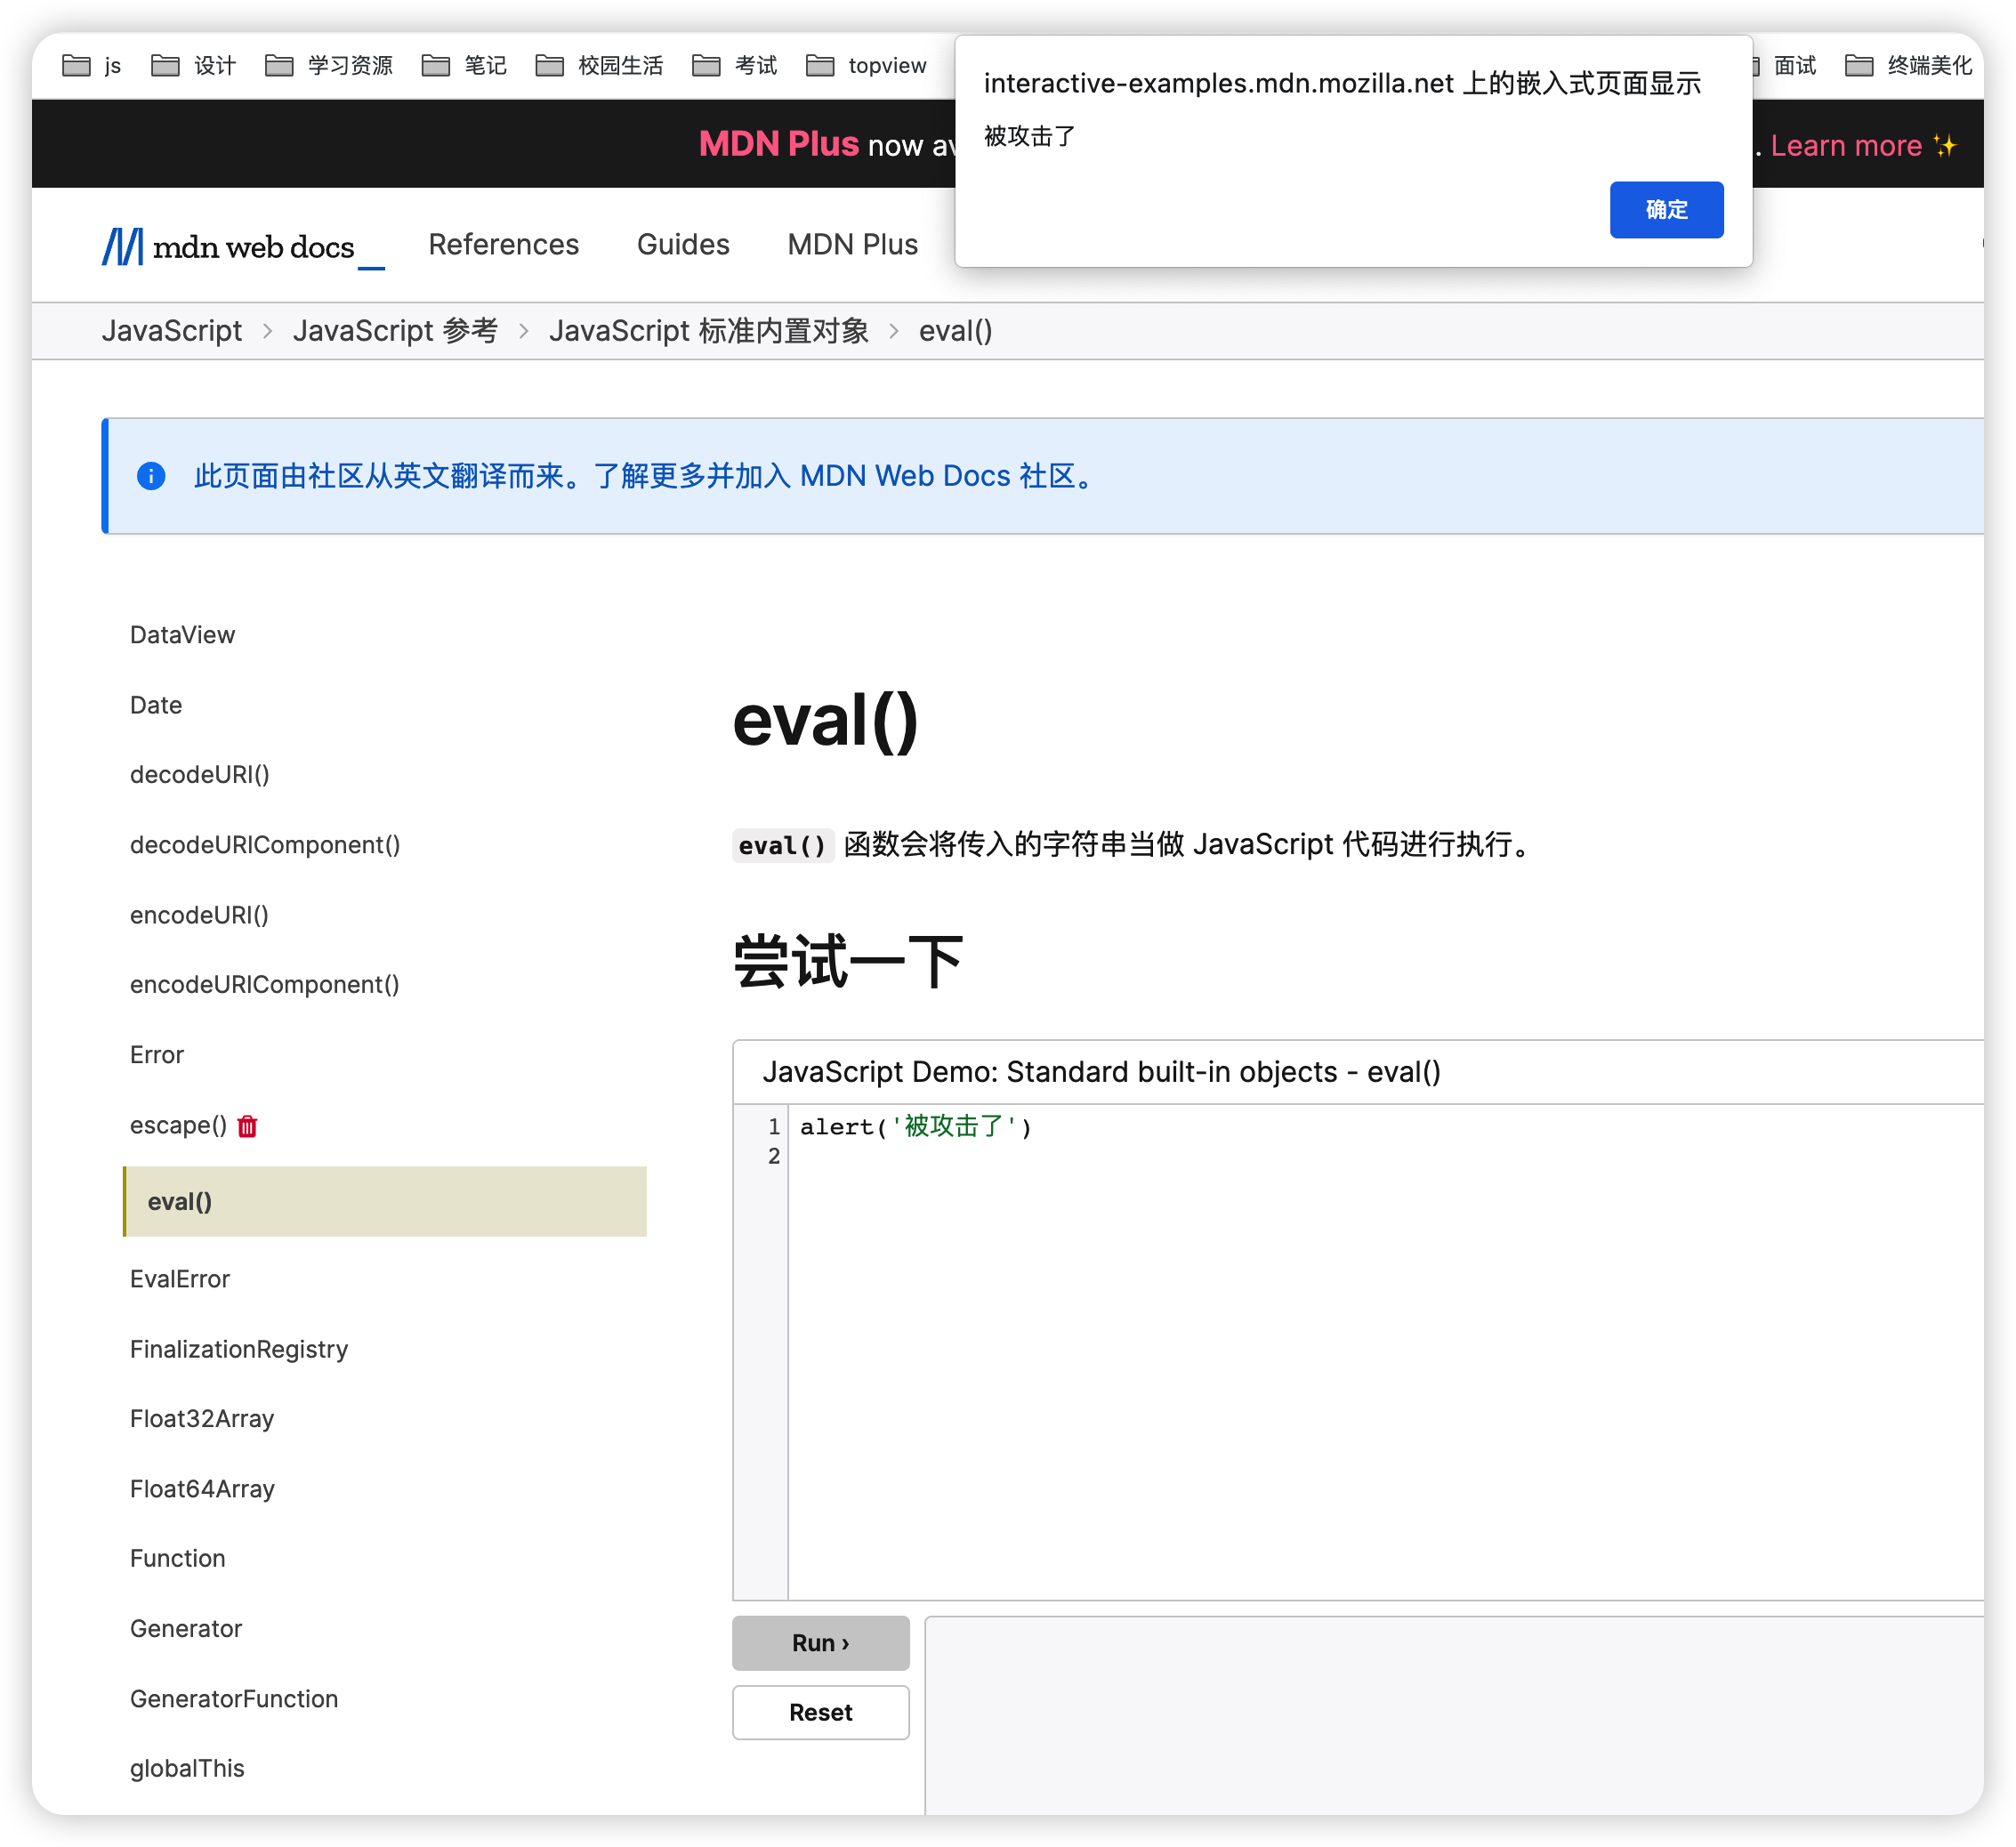 js 设计 学习资源 笔记 校园生活 考试 topview 面试 终端美化
interactive-examples.mdn.mozilla.net 上的嵌入式页面显示
被攻击了
确定
MDN Plus now av . Learn more ✨
mdn web docs_ References Guides MDN Plus
JavaScript > JavaScript 参考 > JavaScript 标准内置对象 > eval()
此页面由社区从英文翻译而来。了解更多并加入 MDN Web Docs 社区。
DataView
Date
decodeURI()
decodeURIComponent()
encodeURI()
encodeURIComponent()
Error
escape()
eval()
EvalError
FinalizationRegistry
Float32Array
Float64Array
Function
Generator
GeneratorFunction
globalThis
eval()
eval() 函数会将传入的字符串当做 JavaScript 代码进行执行。
尝试一下
JavaScript Demo: Standard built-in objects - eval()
1 alert('被攻击了')
2
Run ›
Reset